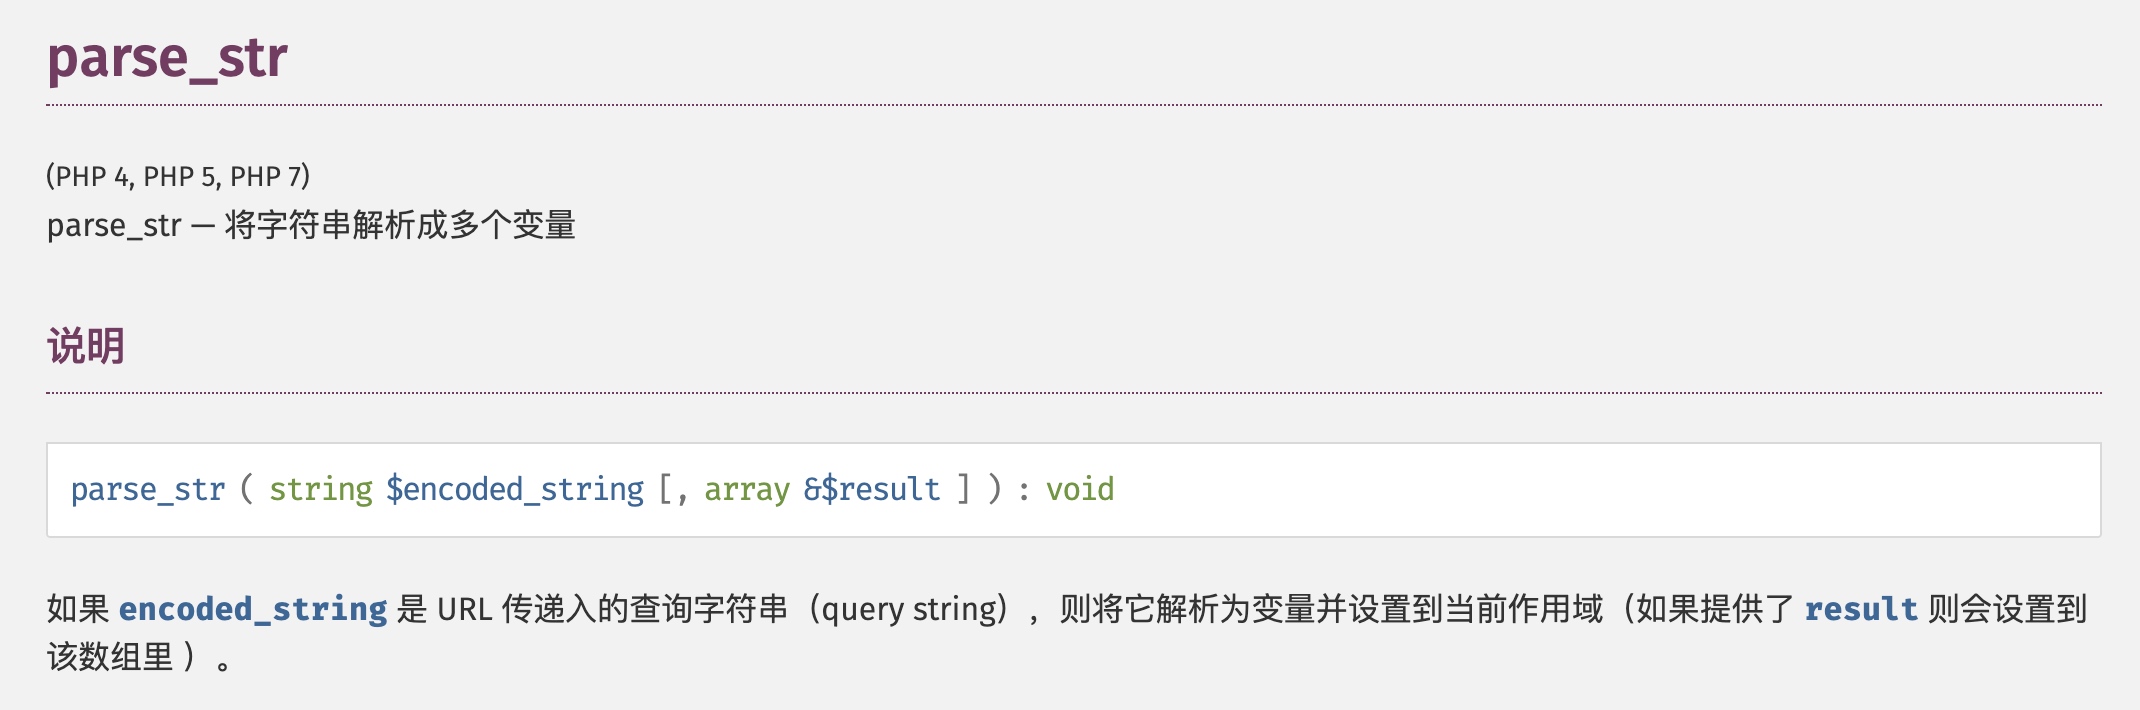 parse_str
(PHP 4, PHP 5, PHP 7)
parse_str — 将字符串解析成多个变量
说明
parse_str ( string $encoded_string [, array &$result ] ) : void
如果 encoded_string 是 URL 传递入的查询字符串（query string），则将它解析为变量并设置到当前作用域（如果提供了 result 则会设置到
该数组里 ）。